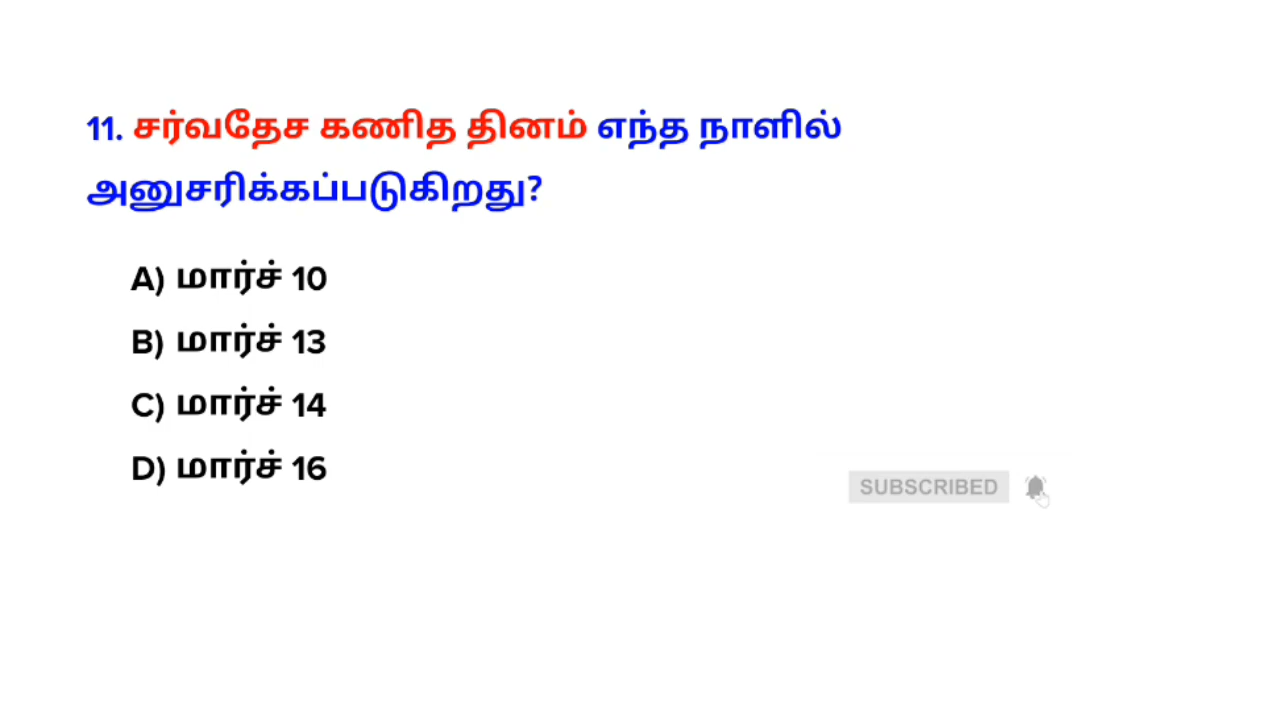 11. சர்வதேச கணித தினம் எந்த நாளில்
அனுசரிக்கப்படுகிறது?
A) மார்ச் 10
B) மார்ச் 13
C) மார்ச் 14
D) மார்ச் 16
SUBSCRIBED